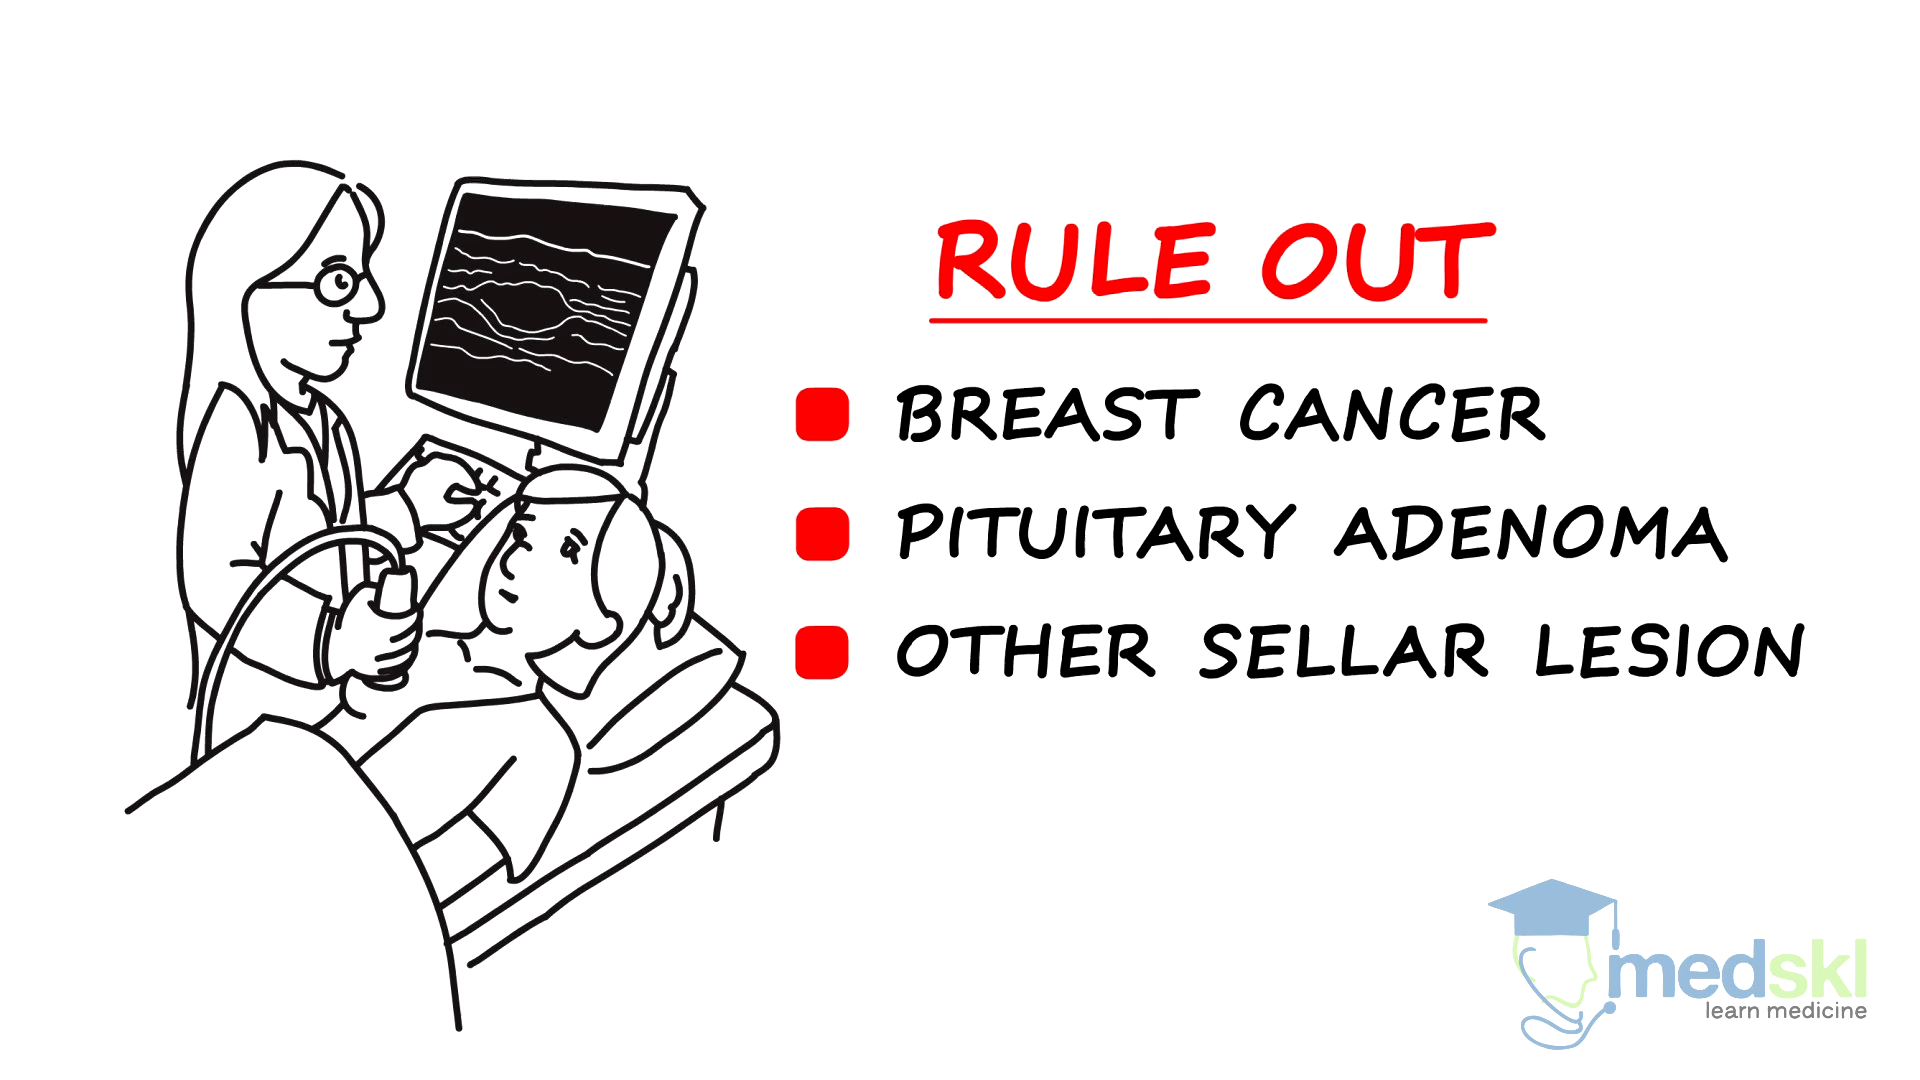 RULE OUT
BREAST CANCER
PITUITARY ADENOMA
OTHER SELLAR LESION
medskl
learn medicine